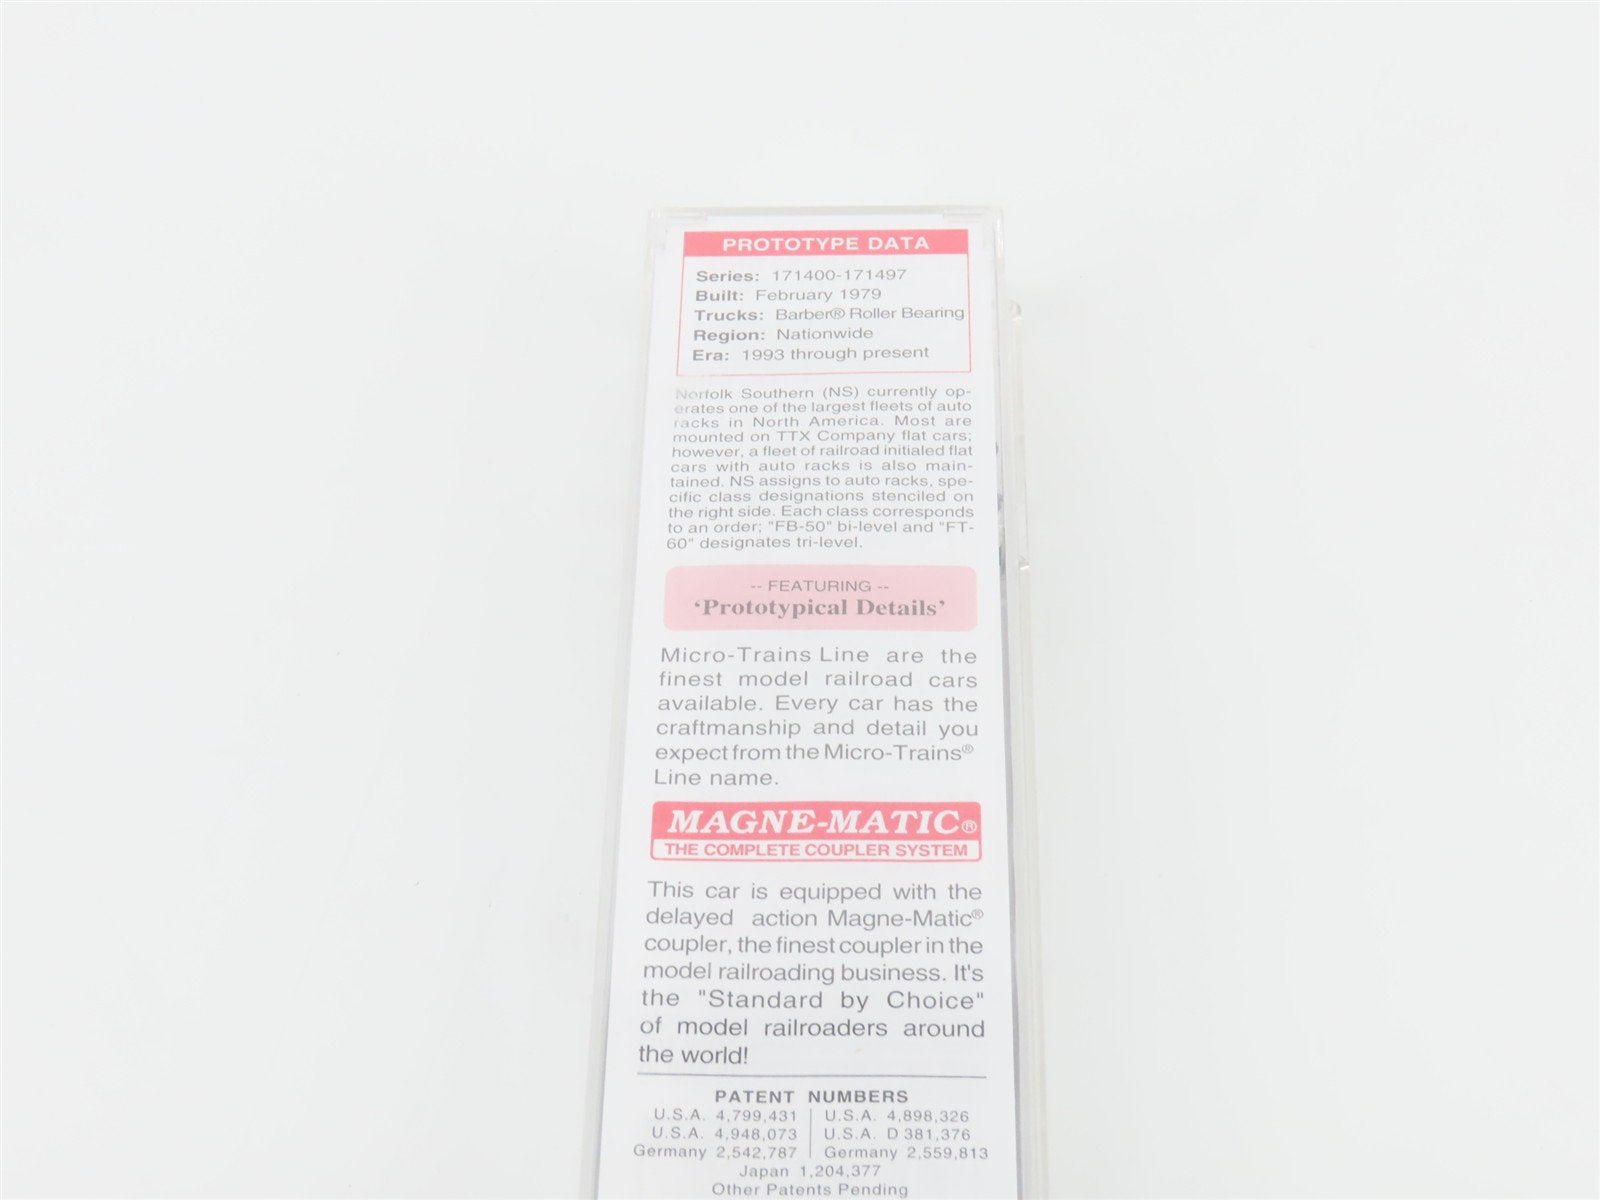 PROTOTYPE DATA
Series: 171400-171497
Built: February 1979
Trucks: Barber® Roller Bearing
Region: Nationwide
Era: 1993 through present
Norfolk Southern (NS) currently op-
erates one of the largest fleets of auto
racks in North America. Most are
mounted on TTX Company flat cars;
however, a fleet of railroad initialed flat
cars with auto racks is also main-
tained. NS assigns to auto racks, spe-
cific class designations stenciled on
the right side. Each class corresponds
to an order; "FB-50" bi-level and "FT-
60" designates tri-level.
-- FEATURING --
'Prototypical Details'
Micro-Trains Line are the
finest model railroad cars
available. Every car has the
craftmanship and detail you
expect from the Micro-Trains®
Line name.
MAGNE-MATIC®
THE COMPLETE COUPLER SYSTEM
This car is equipped with the
delayed action Magne-Matic®
coupler, the finest coupler in the
model railroading business. It's
the "Standard by Choice"
of model railroaders around
the world!
PATENT NUMBERS
U.S.A. 4,799,431 U.S.A. 4,898,326
U.S.A. 4,948,073 U.S.A. D 381,376
Germany 2,542,787 Germany 2,559,813
Japan 1,204,377
Other Patents Pending